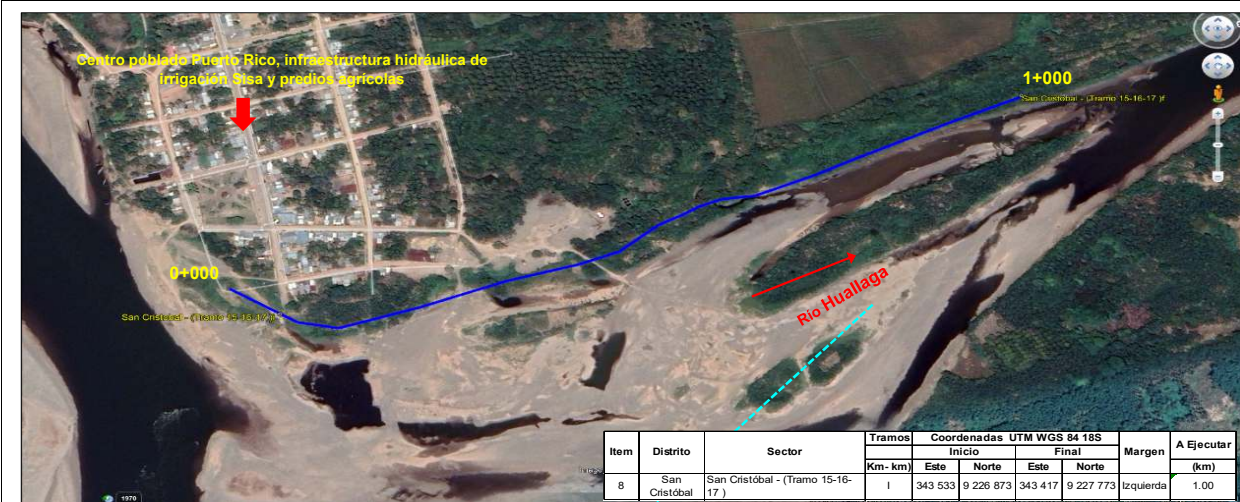 Centro poblado Puerto Rico, infraestructura hidráulica de
irrigación Sisa y predios agrícolas
1+000
San Cristóbal - (Tramo 15-16-17 )f
0+000
San Cristóbal - (Tramo 15-16-17 )
Río Huallaga
Item Distrito Sector Tramos Coordenadas UTM WGS 84 18S Margen A Ejecutar
Inicio Final
Km- km) Este Norte Este Norte (km)
8 San Cristóbal San Cristóbal - (Tramo 15-16-17 ) I 343 533 9 226 873 343 417 9 227 773 Izquierda 1.00
1970